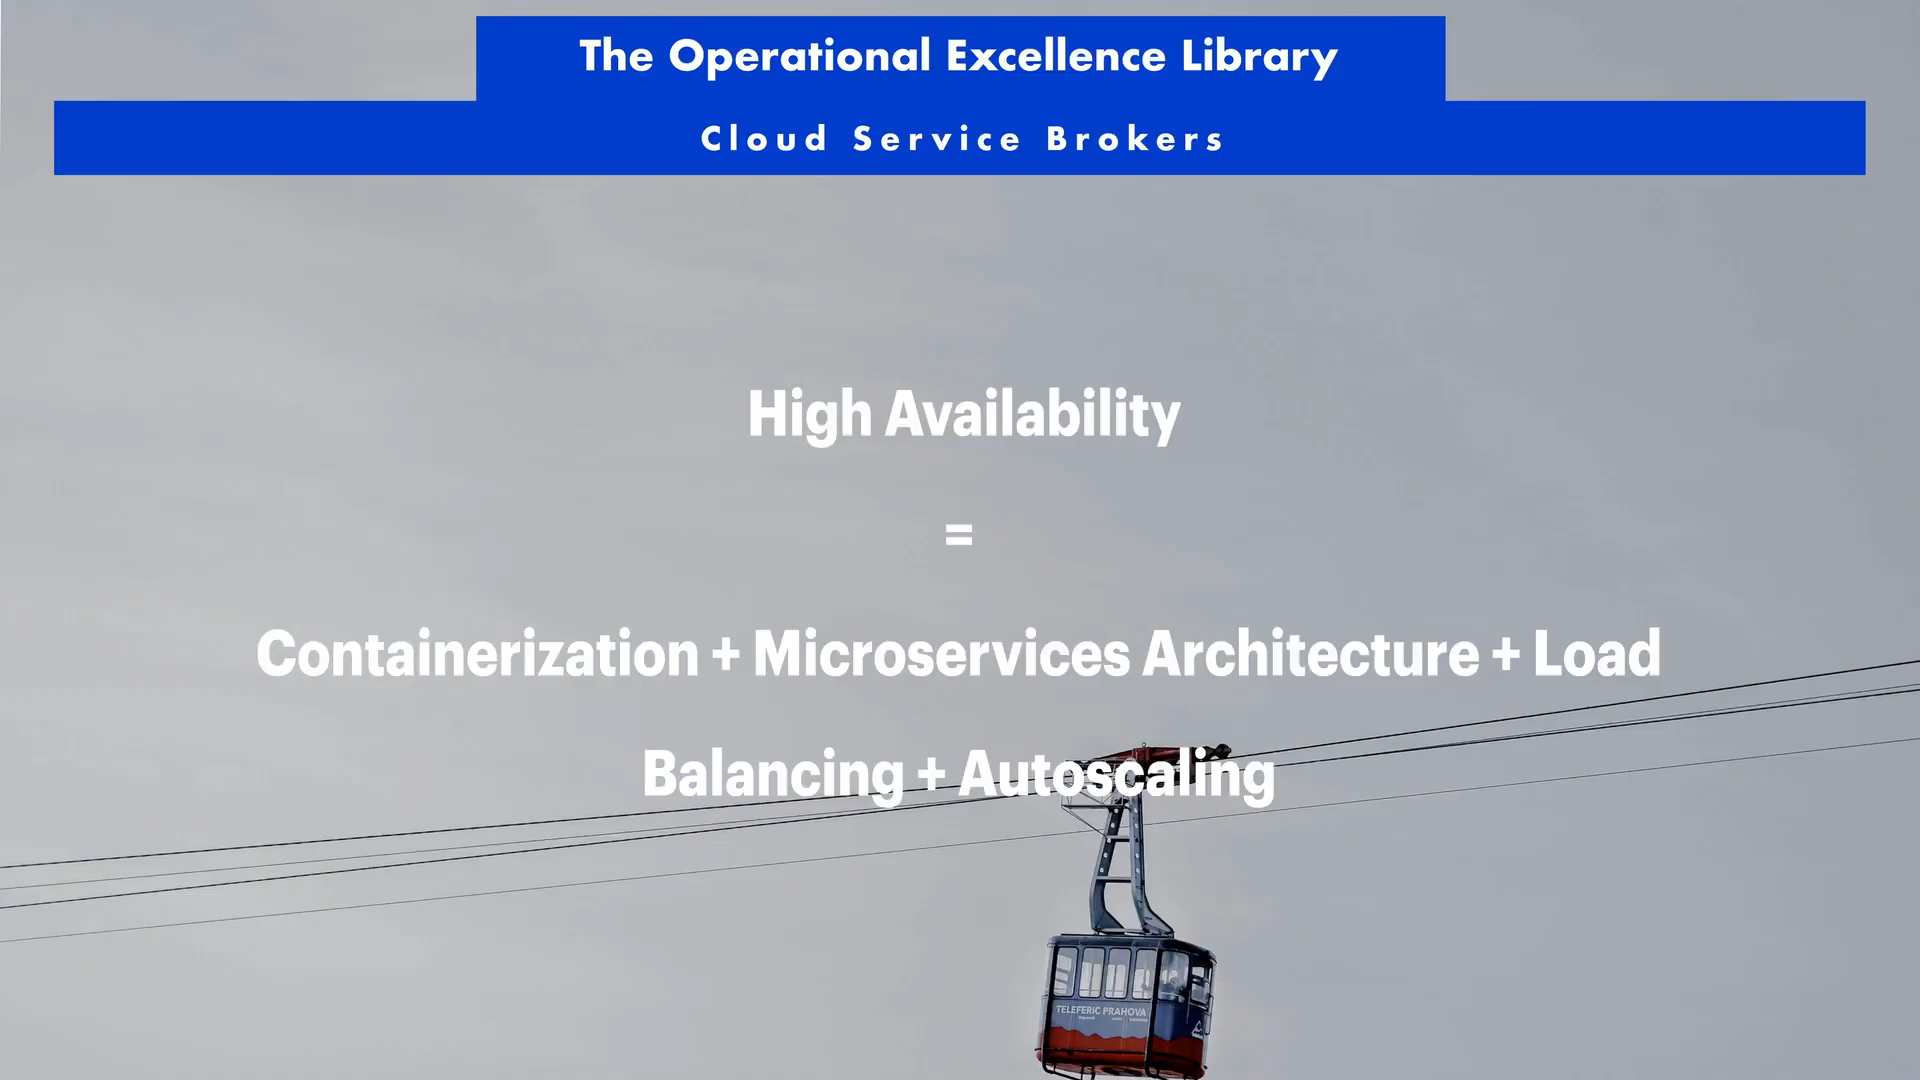 The Operational Excellence Library
Cloud Service Brokers
High Availability
=
Containerization + Microservices Architecture + Load
Balancing + Autoscaling
TELEFERIC PRAHOVA